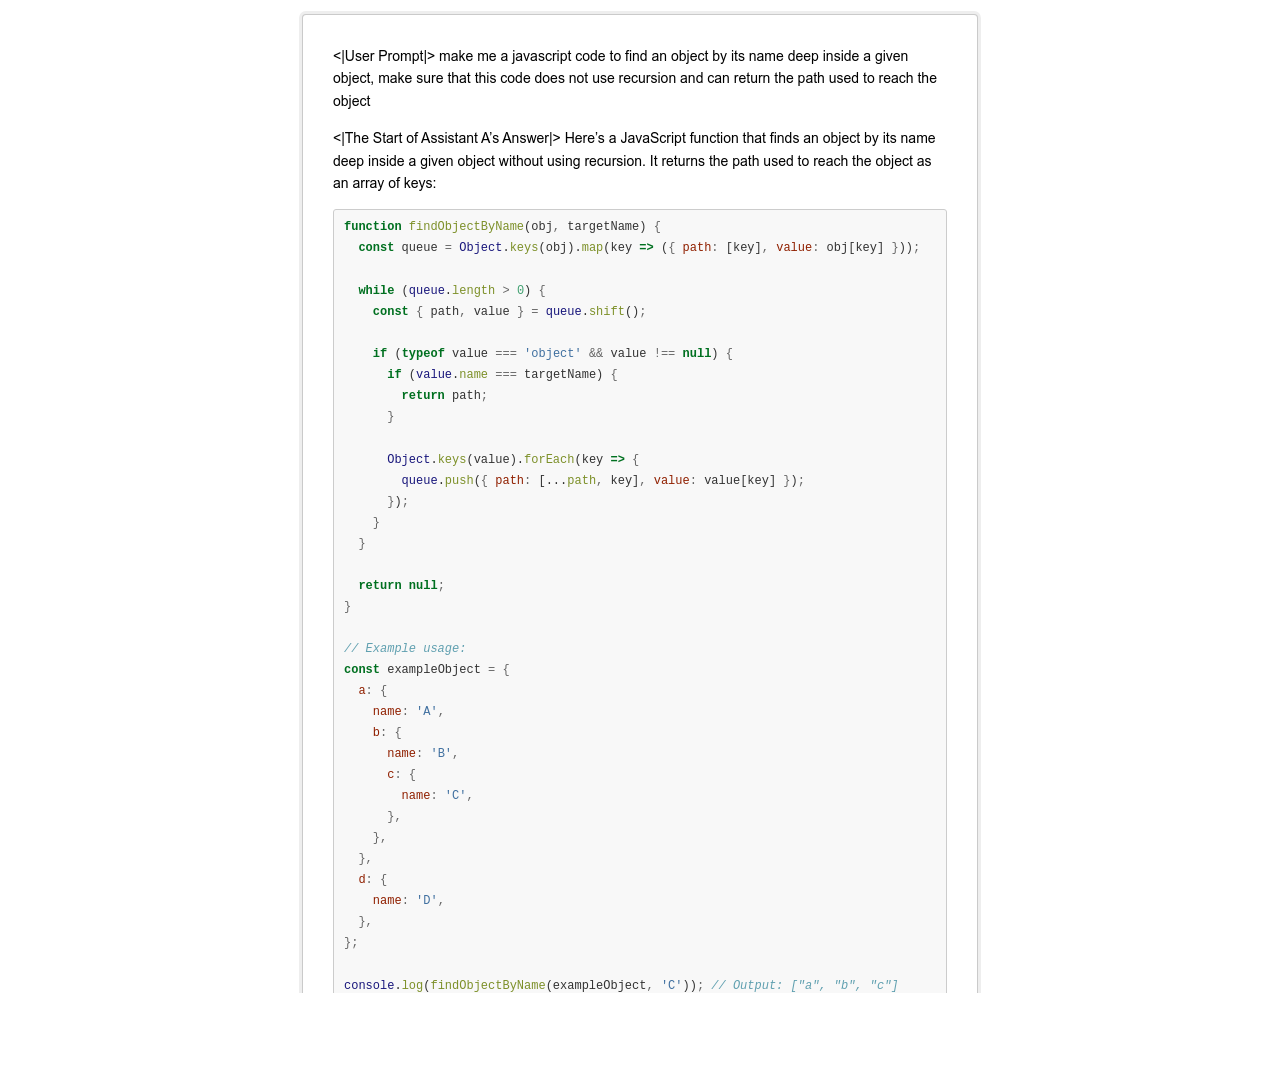 <|User Prompt|> make me a javascript code to find an object by its name deep inside a given
object, make sure that this code does not use recursion and can return the path used to reach the
object
<|The Start of Assistant A’s Answer|> Here’s a JavaScript function that finds an object by its name
deep inside a given object without using recursion. It returns the path used to reach the object as
an array of keys:
function findObjectByName(obj, targetName) {
  const queue = Object.keys(obj).map(key => ({ path: [key], value: obj[key] }));
  while (queue.length > 0) {
    const { path, value } = queue.shift();
    if (typeof value === 'object' && value !== null) {
      if (value.name === targetName) {
        return path;
      }
      Object.keys(value).forEach(key => {
        queue.push({ path: [...path, key], value: value[key] });
      });
    }
  }
  return null;
}
// Example usage:
const exampleObject = {
  a: {
    name: 'A',
    b: {
      name: 'B',
      c: {
        name: 'C',
      },
    },
  },
  d: {
    name: 'D',
  },
};
console.log(findObjectByName(exampleObject, 'C')); // Output: ["a", "b", "c"]